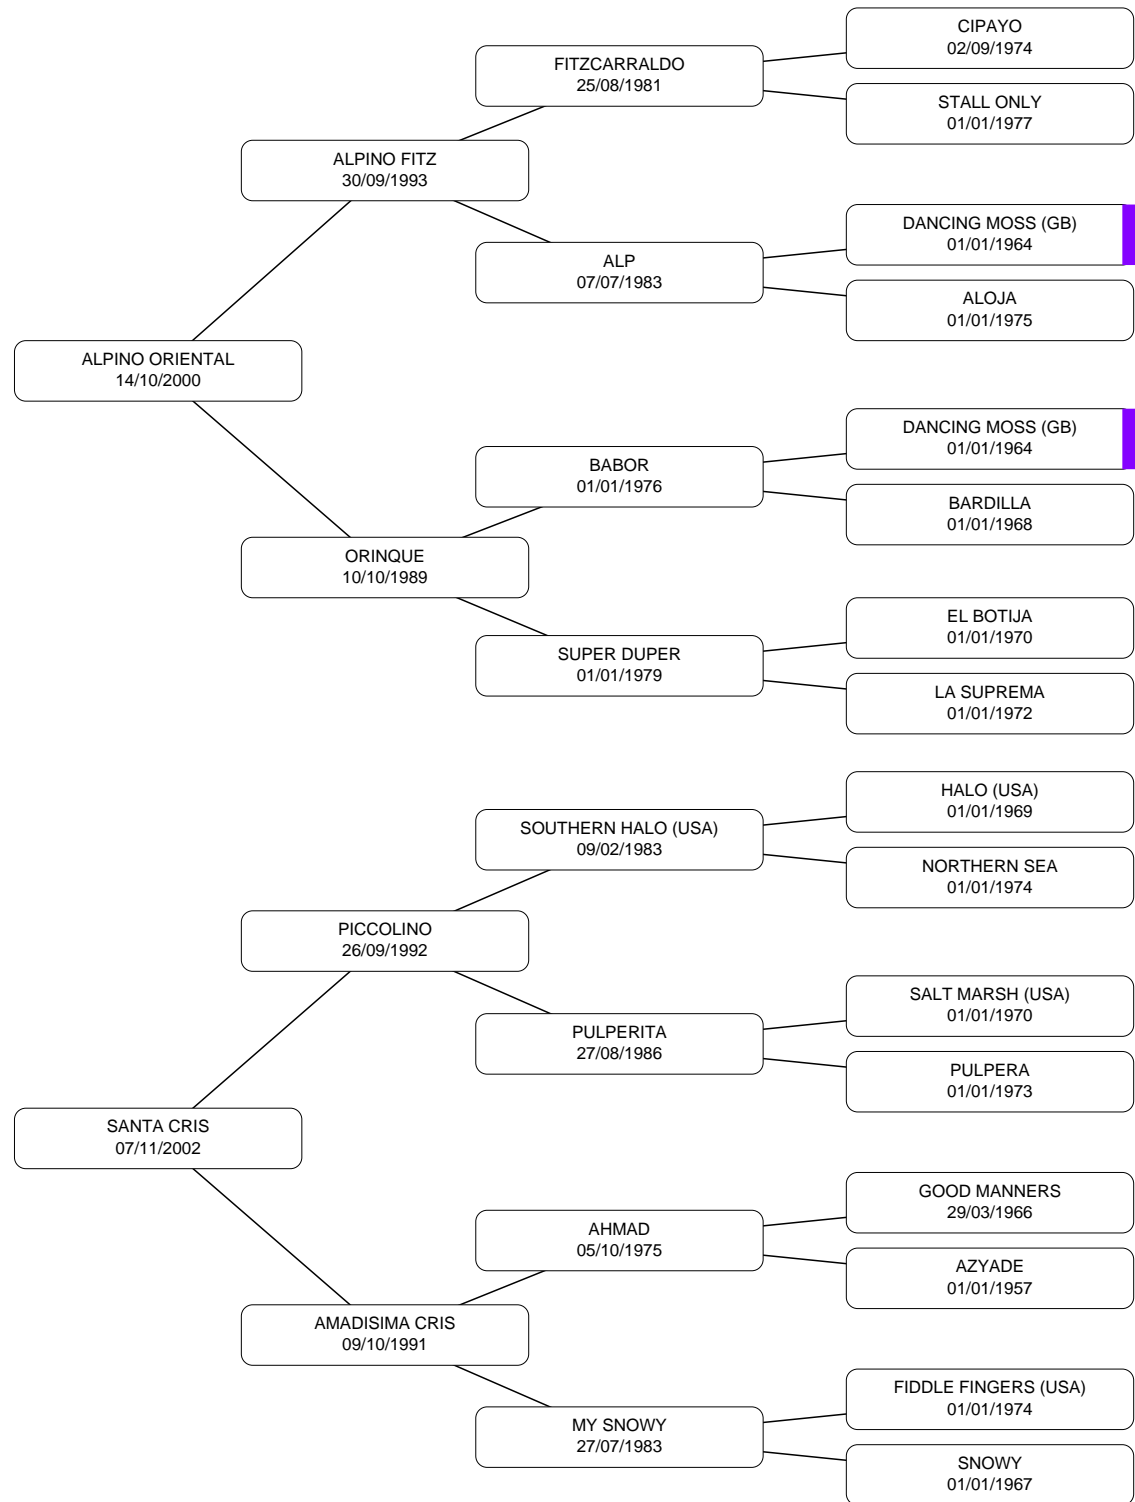 CIPAYO
02/09/1974
FITZCARRALDO
25/08/1981
STALL ONLY
01/01/1977
ALPINO FITZ
30/09/1993
DANCING MOSS (GB)
01/01/1964
ALP
07/07/1983
ALOJA
01/01/1975
ALPINO ORIENTAL
14/10/2000
DANCING MOSS (GB)
01/01/1964
BABOR
01/01/1976
BARDILLA
01/01/1968
ORINQUE
10/10/1989
EL BOTIJA
01/01/1970
SUPER DUPER
01/01/1979
LA SUPREMA
01/01/1972
HALO (USA)
01/01/1969
SOUTHERN HALO (USA)
09/02/1983
NORTHERN SEA
01/01/1974
PICCOLINO
26/09/1992
SALT MARSH (USA)
01/01/1970
PULPERITA
27/08/1986
PULPERA
01/01/1973
SANTA CRIS
07/11/2002
GOOD MANNERS
29/03/1966
AHMAD
05/10/1975
AZYADE
01/01/1957
AMADISIMA CRIS
09/10/1991
FIDDLE FINGERS (USA)
01/01/1974
MY SNOWY
27/07/1983
SNOWY
01/01/1967